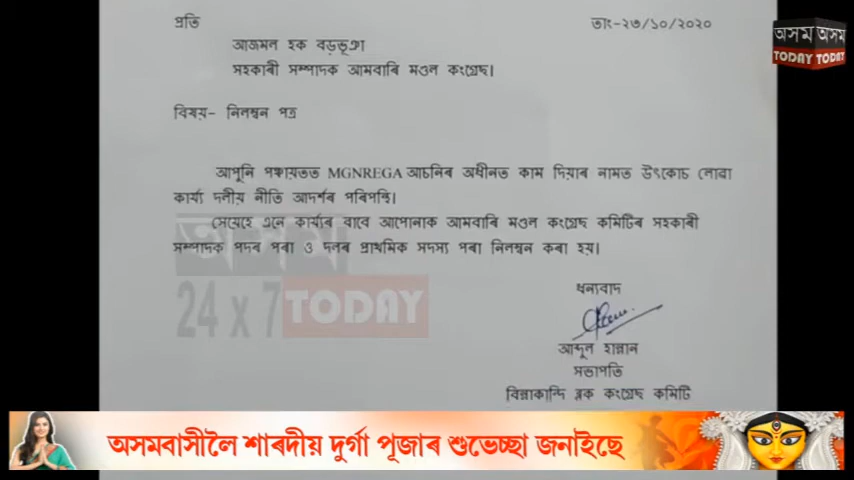 প্ৰতি
তাং-২৩/১০/২০২০
আজমল হক বড়ভূঞা
সহকাৰী সম্পাদক আমবাৰি মণ্ডল কংগ্ৰেছ।
বিষয়- নিলম্বন পত্ৰ
আপুনি পঞ্চায়তত MGNREGA আচনিৰ অধীনত কাম দিয়াৰ নামত উৎকোচ লোৱা
কাৰ্য্য দলীয় নীতি আদৰ্শৰ পৰিপন্থি।
সেয়েহে এনে কাৰ্য্যৰ বাবে আপোনাক আমবাৰি মণ্ডল কংগ্ৰেছ কমিটিৰ সহকাৰী
সম্পাদক পদৰ পৰা ও দলৰ প্ৰাথমিক সদস্য পৰা নিলম্বন কৰা হয়।
ধন্যবাদ
আব্দুল হান্নান
সভাপতি
বিন্নাকান্দি ব্লক কংগ্ৰেছ কমিটি
অসম
24 x 7 TODAY
অসম অসম
TODAY TODAY
অসমবাসীলৈ শাৰদীয় দুৰ্গা পূজাৰ শুভেচ্ছা জনাইছে